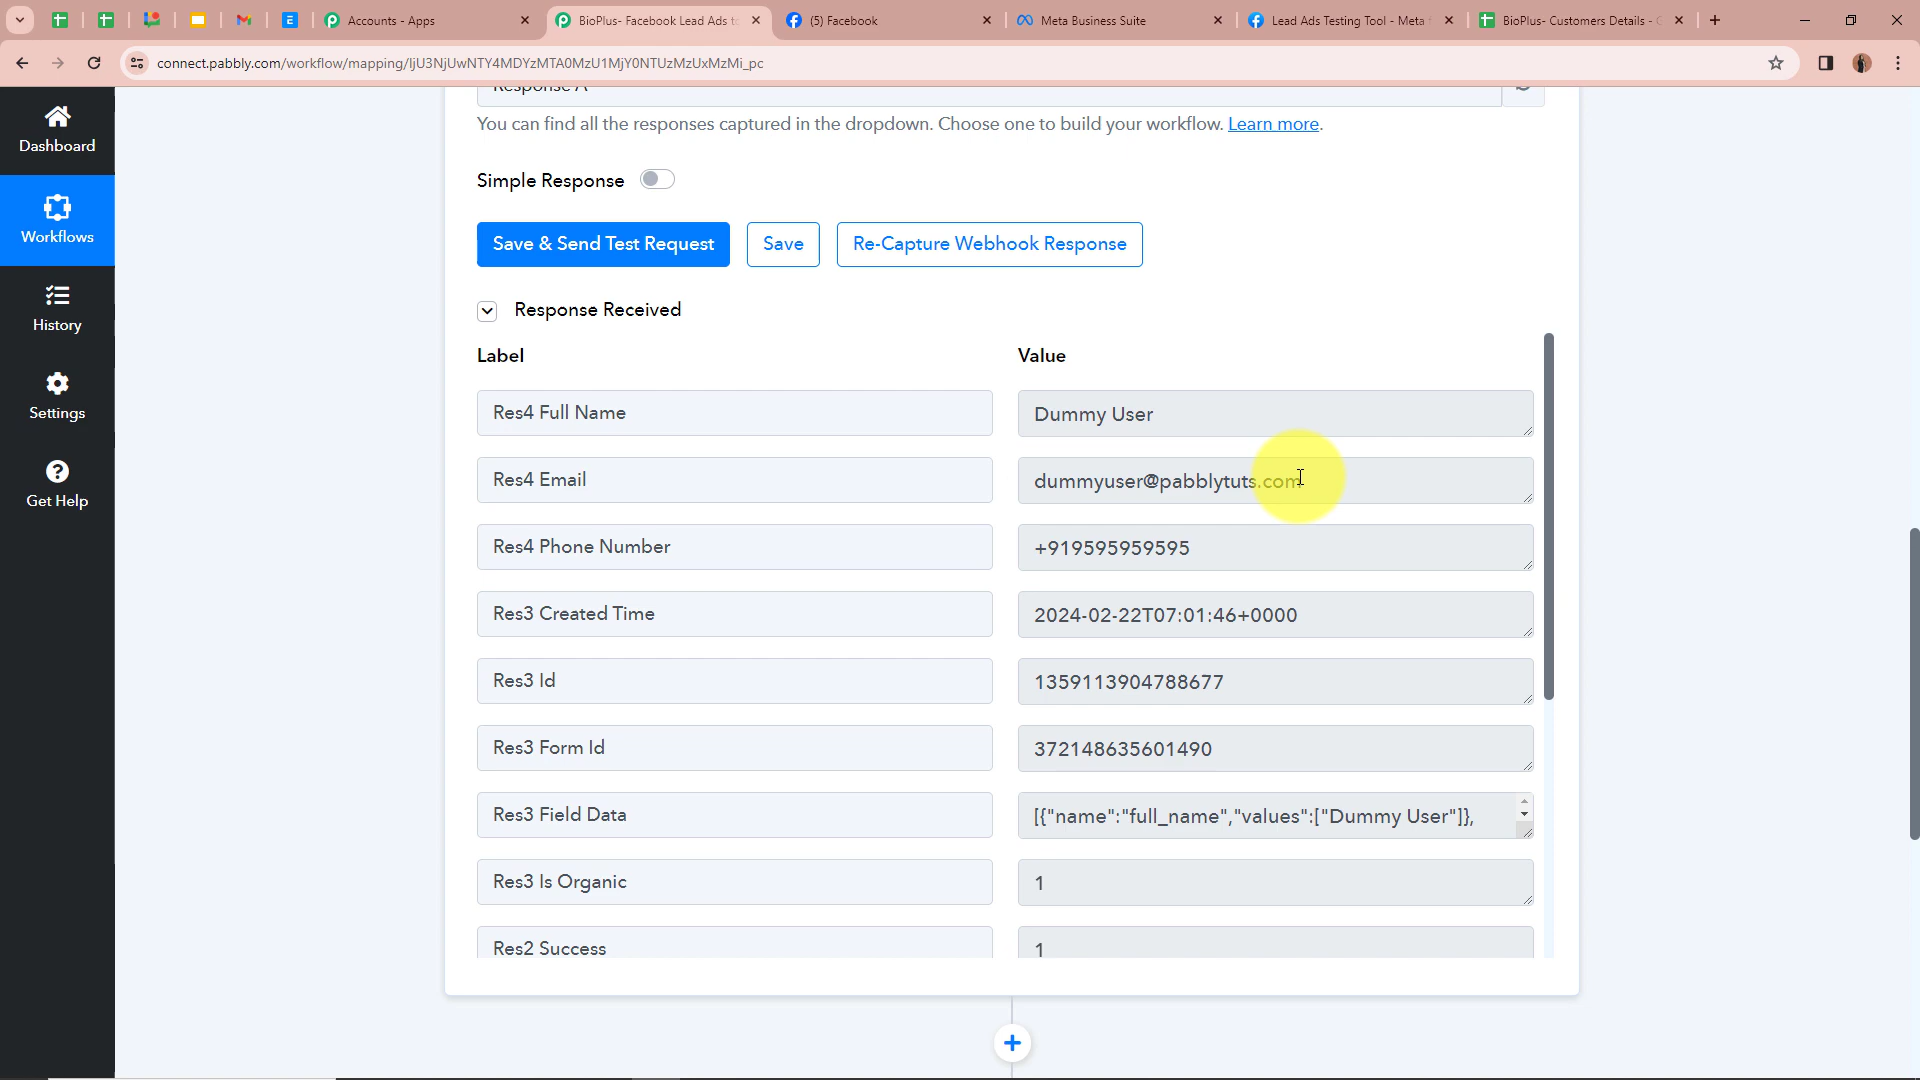 Accounts - Apps
BioPlus- Facebook Lead Ads to
(5) Facebook
Meta Business Suite
Lead Ads Testing Tool - Meta f
BioPlus- Customers Details - G
connect.pabbly.com/workflow/mapping/IjU3NjUwNTY4MDYzMTA0MzU1MjY0NTUzMzUxMzMi_pc
Dashboard
Workflows
History
Settings
Get Help
Response A
You can find all the responses captured in the dropdown. Choose one to build your workflow. Learn more.
Simple Response
Save & Send Test Request
Save
Re-Capture Webhook Response
Response Received
Label
Value
Res4 Full Name
Dummy User
Res4 Email
dummyuser@pabblytuts.com
Res4 Phone Number
+919595959595
Res3 Created Time
2024-02-22T07:01:46+0000
Res3 Id
1359113904788677
Res3 Form Id
372148635601490
Res3 Field Data
[{"name":"full_name","values":["Dummy User"]},
Res3 Is Organic
1
Res2 Success
1